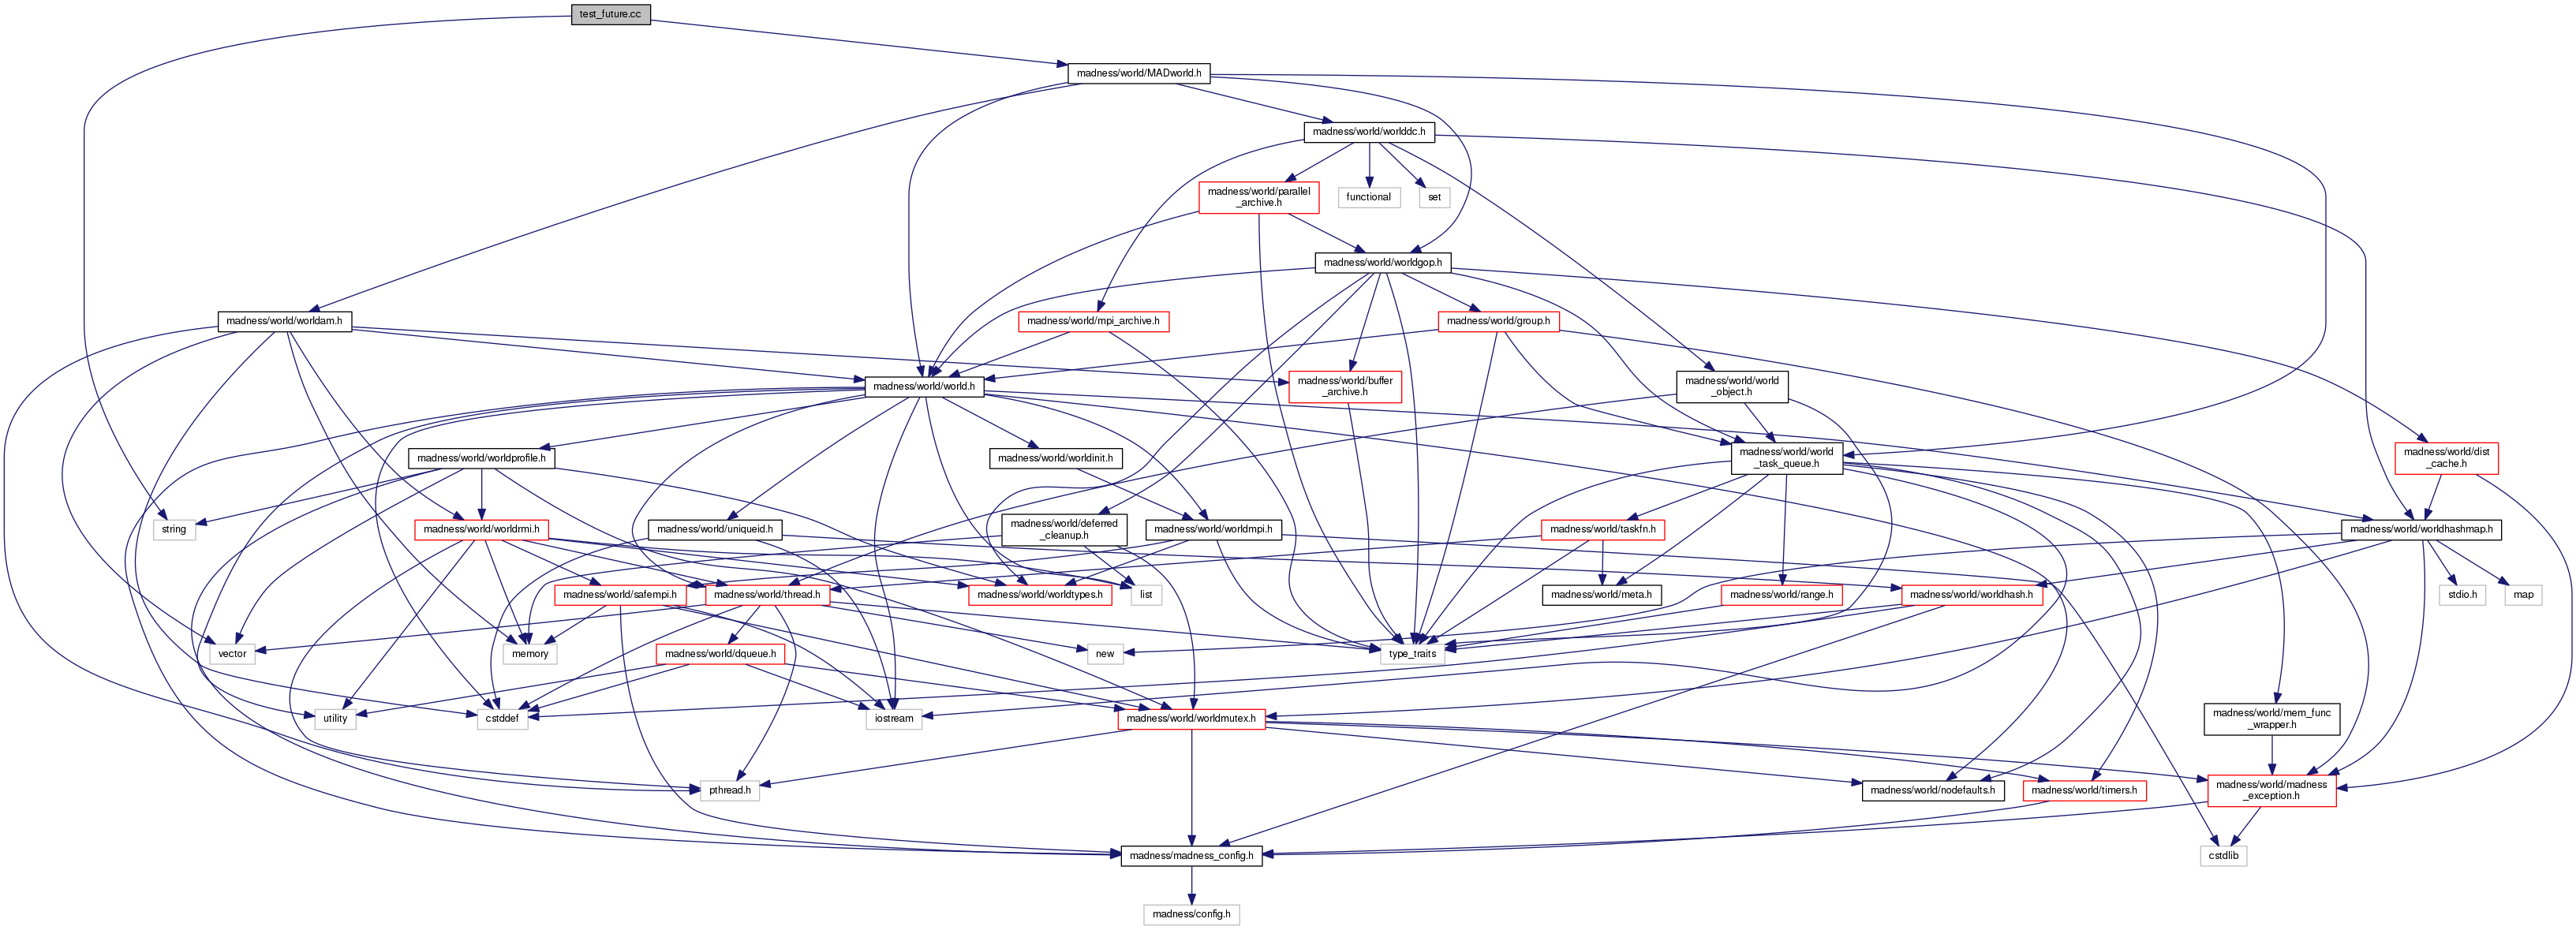 test_future.cc
madness/world/MADworld.h
madness/world/worlddc.h
madness/world/parallel
_archive.h
functional
set
madness/world/worldgop.h
madness/world/worldam.h
madness/world/mpi_archive.h
madness/world/group.h
madness/world/world.h
madness/world/buffer
_archive.h
madness/world/world
_object.h
madness/world/worldprofile.h
madness/world/worldinit.h
madness/world/world
_task_queue.h
madness/world/dist
_cache.h
string
madness/world/worldrmi.h
madness/world/uniqueid.h
madness/world/deferred
_cleanup.h
madness/world/worldmpi.h
madness/world/taskfn.h
madness/world/worldhashmap.h
madness/world/safempi.h
madness/world/thread.h
madness/world/worldtypes.h
list
madness/world/meta.h
madness/world/range.h
madness/world/worldhash.h
stdio.h
map
vector
memory
madness/world/dqueue.h
new
type_traits
utility
cstddef
iostream
madness/world/worldmutex.h
madness/world/mem_func
_wrapper.h
pthread.h
madness/world/nodefaults.h
madness/world/timers.h
madness/world/madness
_exception.h
madness/madness_config.h
cstdlib
madness/config.h